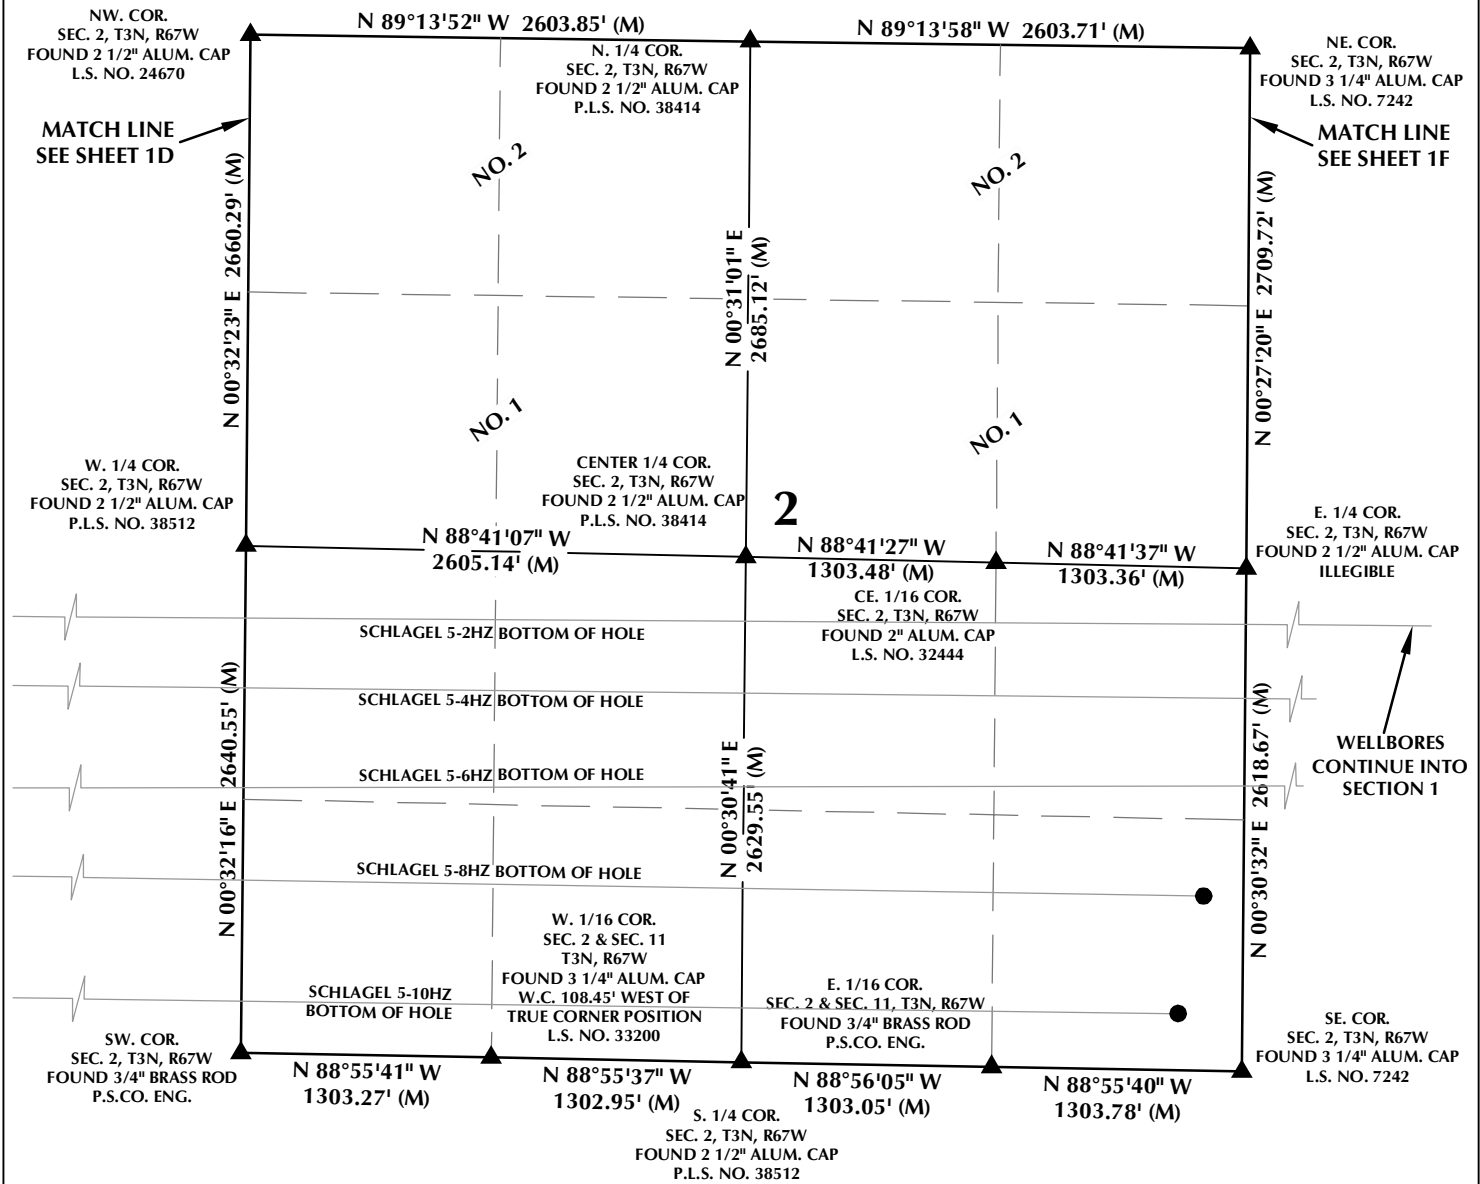 NW. COR.
SEC. 2, T3N, R67W
FOUND 2 1/2" ALUM. CAP
L.S. NO. 24670
N 89°13'52" W 2603.85' (M)
N. 1/4 COR.
SEC. 2, T3N, R67W
FOUND 2 1/2" ALUM. CAP
P.L.S. NO. 38414
N 89°13'58" W 2603.71' (M)
NE. COR.
SEC. 2, T3N, R67W
FOUND 3 1/4" ALUM. CAP
L.S. NO. 7242
MATCH LINE
SEE SHEET 1D
MATCH LINE
SEE SHEET 1F
NO. 2
NO. 2
N 00°32'23" E 2660.29' (M)
N 00°31'01" E
2685.12' (M)
N 00°27'20" E 2709.72' (M)
NO. 1
NO. 1
W. 1/4 COR.
SEC. 2, T3N, R67W
FOUND 2 1/2" ALUM. CAP
P.L.S. NO. 38512
CENTER 1/4 COR.
SEC. 2, T3N, R67W
FOUND 2 1/2" ALUM. CAP
P.L.S. NO. 38414
2
E. 1/4 COR.
SEC. 2, T3N, R67W
FOUND 2 1/2" ALUM. CAP
ILLEGIBLE
N 88°41'07" W
2605.14' (M)
N 88°41'27" W
1303.48' (M)
N 88°41'37" W
1303.36' (M)
CE. 1/16 COR.
SEC. 2, T3N, R67W
FOUND 2" ALUM. CAP
L.S. NO. 32444
SCHLAGEL 5-2HZ BOTTOM OF HOLE
SCHLAGEL 5-4HZ BOTTOM OF HOLE
SCHLAGEL 5-6HZ BOTTOM OF HOLE
SCHLAGEL 5-8HZ BOTTOM OF HOLE
SCHLAGEL 5-10HZ
BOTTOM OF HOLE
WELLBORES
CONTINUE INTO
SECTION 1
N 00°32'16" E 2640.55' (M)
N 00°30'41" E
2629.55' (M)
N 00°30'32" E 2618.67' (M)
W. 1/16 COR.
SEC. 2 & SEC. 11
T3N, R67W
FOUND 3 1/4" ALUM. CAP
W.C. 108.45' WEST OF
TRUE CORNER POSITION
L.S. NO. 33200
E. 1/16 COR.
SEC. 2 & SEC. 11, T3N, R67W
FOUND 3/4" BRASS ROD
P.S.CO. ENG.
SW. COR.
SEC. 2, T3N, R67W
FOUND 3/4" BRASS ROD
P.S.CO. ENG.
SE. COR.
SEC. 2, T3N, R67W
FOUND 3 1/4" ALUM. CAP
L.S. NO. 7242
N 88°55'41" W
1303.27' (M)
N 88°55'37" W
1302.95' (M)
N 88°56'05" W
1303.05' (M)
N 88°55'40" W
1303.78' (M)
S. 1/4 COR.
SEC. 2, T3N, R67W
FOUND 2 1/2" ALUM. CAP
P.L.S. NO. 38512